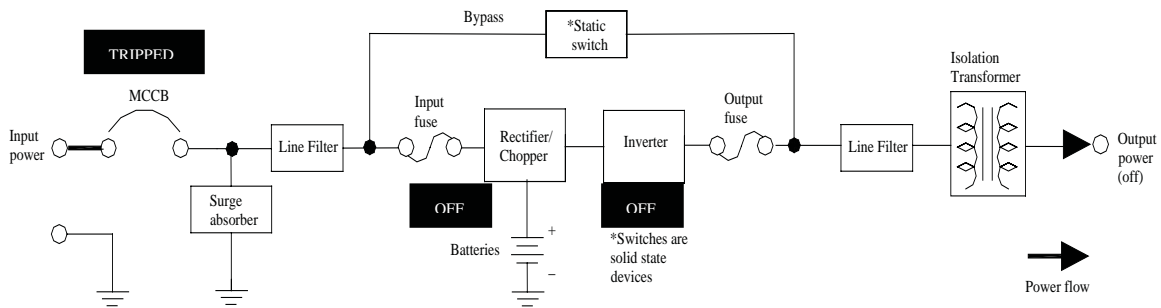 Bypass
*Static
switch
TRIPPED
Isolation
Transformer
MCCB
Input
fuse
Output
fuse
Input
power
Line Filter
Rectifier/
Chopper
Inverter
Line Filter
Output
power
(off)
Surge
absorber
OFF
OFF
Batteries
+
−
*Switches are
solid state
devices
Power flow